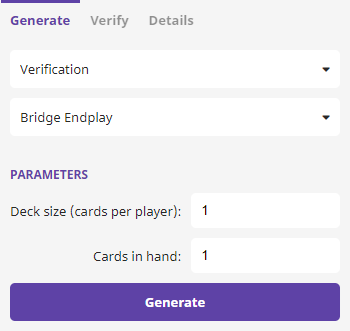 Generate Verify Details
Verification
Bridge Endplay
PARAMETERS
Deck size (cards per player): 1
Cards in hand: 1
Generate